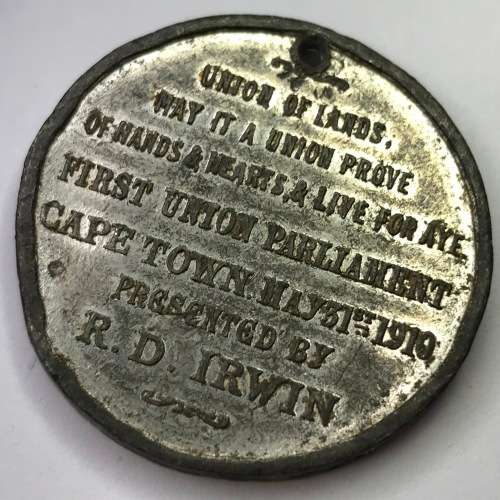 UNION OF LANDS,
MAY IT A UNION PROVE
OF HANDS & HEARTS & LIVE FOR AYE
FIRST UNION PARLIAMENT
CAPE TOWN. MAY 31ST 1910
PRESENTED BY
R. D. IRWIN